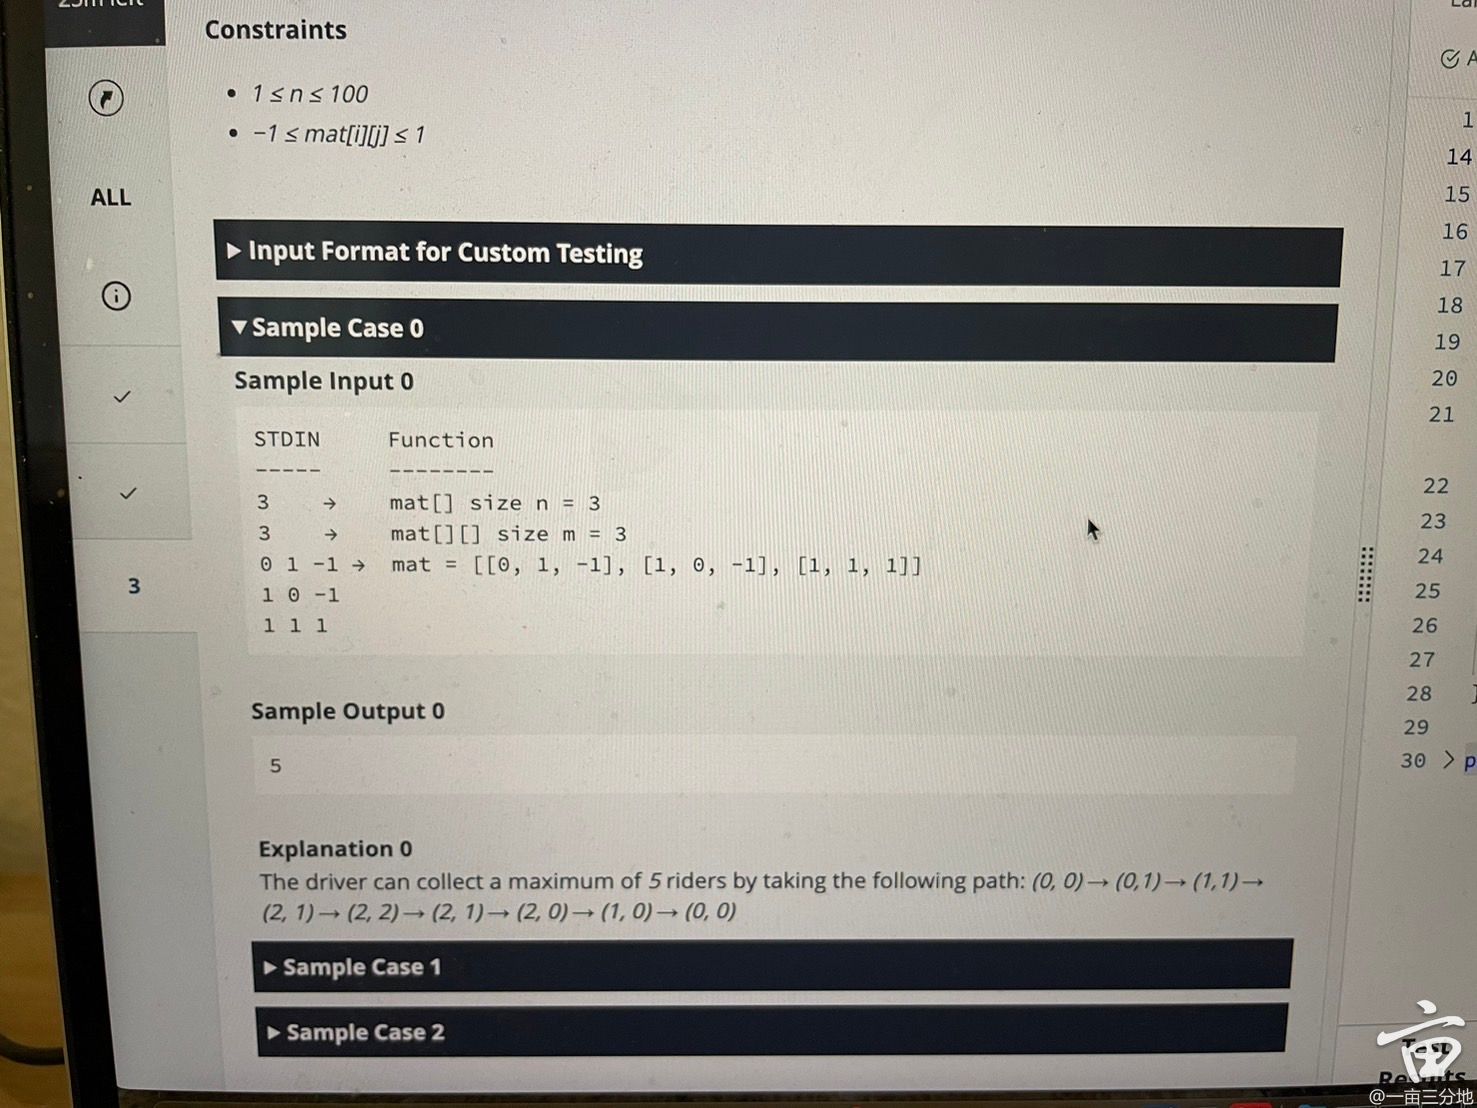 Constraints
• 1 ≤ n ≤ 100
• −1 ≤ mat[i][j] ≤ 1
ALL
▶ Input Format for Custom Testing
▼ Sample Case 0
Sample Input 0
STDIN Function
----- --------
3 → mat[] size n = 3
3 → mat[][] size m = 3
0 1 -1 → mat = [[0, 1, -1], [1, 0, -1], [1, 1, 1]]
1 0 -1
1 1 1
3
Sample Output 0
5
Explanation 0
The driver can collect a maximum of 5 riders by taking the following path: (0, 0) → (0,1) → (1,1) →
(2, 1) → (2, 2) → (2, 1) → (2, 0) → (1, 0) → (0, 0)
▶ Sample Case 1
▶ Sample Case 2
1
14
15
16
17
18
19
20
21
22
23
24
25
26
27
28
29
30 > p
Test
Results
亩
@一亩三分地